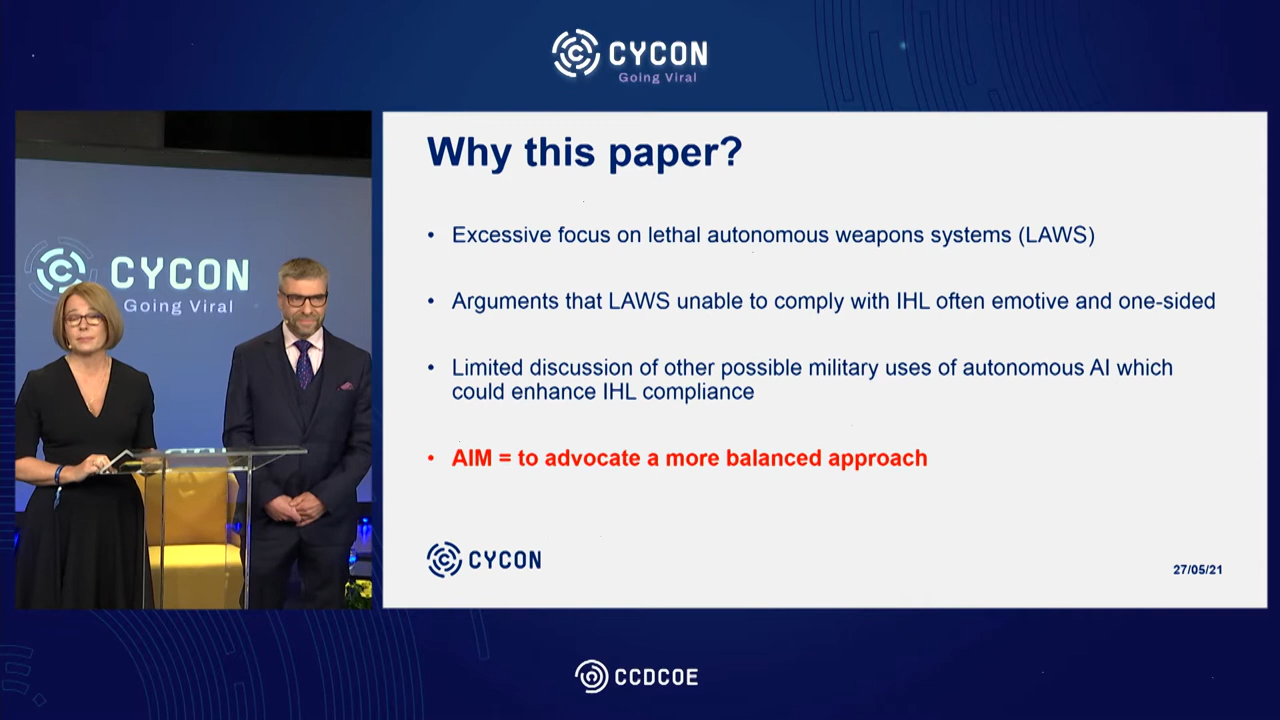 CYCON
Going Viral
CYCON
Going Viral
Why this paper?
• Excessive focus on lethal autonomous weapons systems (LAWS)
• Arguments that LAWS unable to comply with IHL often emotive and one-sided
• Limited discussion of other possible military uses of autonomous AI which
could enhance IHL compliance
• AIM = to advocate a more balanced approach
CYCON
27/05/21
CCDCOE